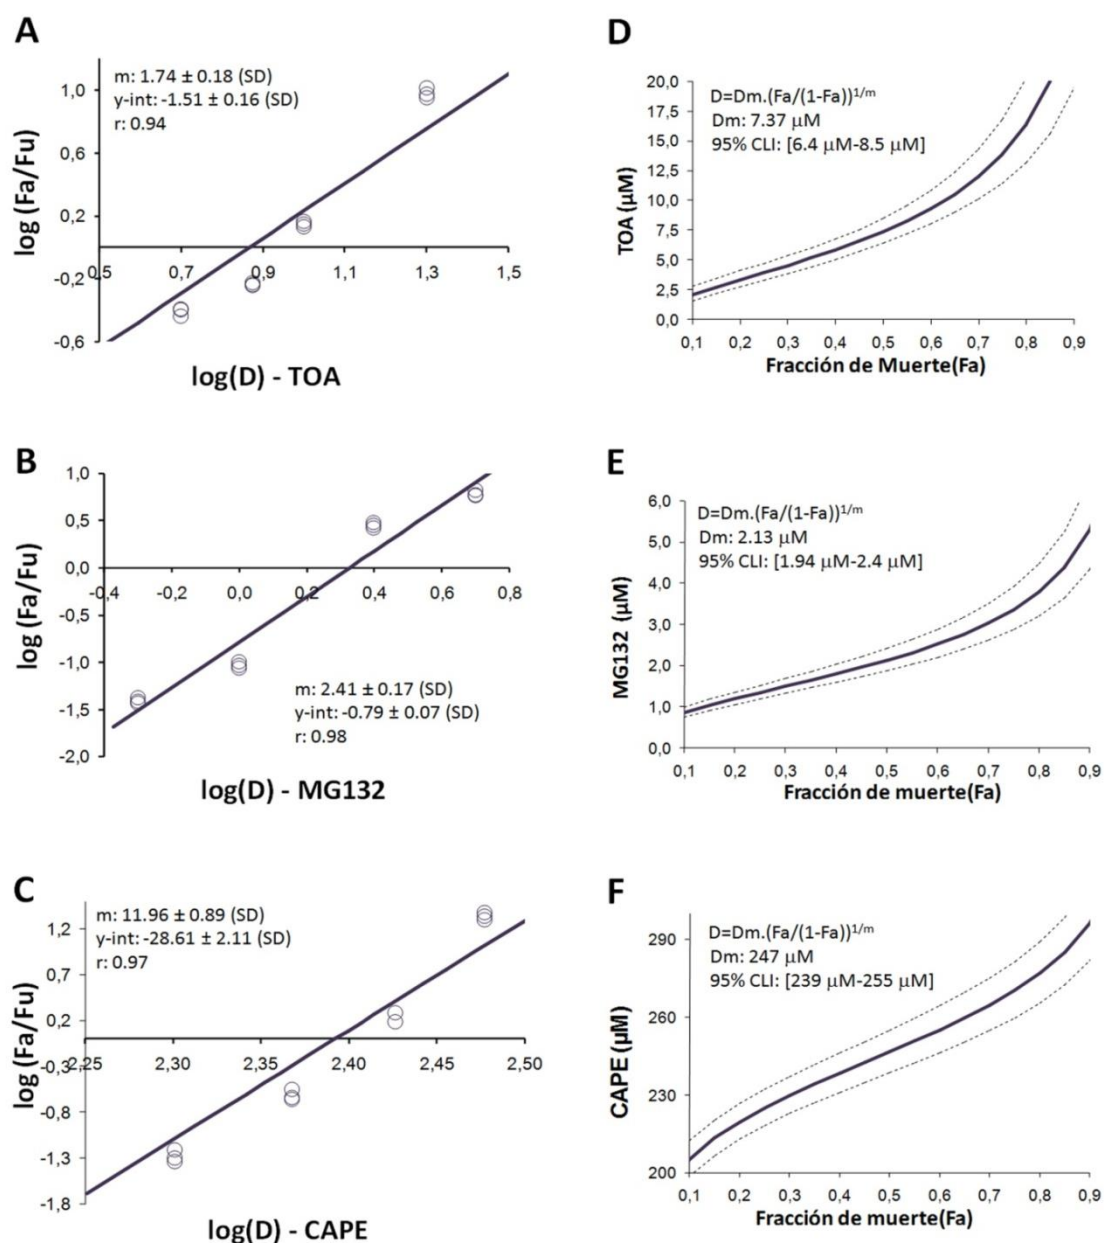 A
m: 1.74 ± 0.18 (SD)
y-int: -1.51 ± 0.16 (SD)
r: 0.94
log (Fa/Fu)
1,0
0,6
0,2
-0,2
-0,6
0,5 0,7 0,9 1,1 1,3 1,5
log(D) - TOA
D
D=Dm.(Fa/(1-Fa))1/m
Dm: 7.37 μM
95% CLI: [6.4 μM-8.5 μM]
TOA (μM)
20,0
17,5
15,0
12,5
10,0
7,5
5,0
2,5
0,0
0,1 0,2 0,3 0,4 0,5 0,6 0,7 0,8 0,9
Fracción de Muerte(Fa)
B
log (Fa/Fu)
1,0
0,5
0,0
-0,5
-1,0
-1,5
-2,0
-0,4 -0,2 0,0 0,2 0,4 0,6 0,8
m: 2.41 ± 0.17 (SD)
y-int: -0.79 ± 0.07 (SD)
r: 0.98
log(D) - MG132
E
D=Dm.(Fa/(1-Fa))1/m
Dm: 2.13 μM
95% CLI: [1.94 μM-2.4 μM]
MG132 (μM)
6,0
5,0
4,0
3,0
2,0
1,0
0,0
0,1 0,2 0,3 0,4 0,5 0,6 0,7 0,8 0,9
Fracción de muerte(Fa)
C
m: 11.96 ± 0.89 (SD)
y-int: -28.61 ± 2.11 (SD)
r: 0.97
log (Fa/Fu)
1,2
0,7
0,2
-0,3
-0,8
-1,3
-1,8
2,25 2,30 2,35 2,40 2,45 2,50
log(D) - CAPE
F
D=Dm.(Fa/(1-Fa))1/m
Dm: 247 μM
95% CLI: [239 μM-255 μM]
CAPE (μM)
290
260
230
200
0,1 0,2 0,3 0,4 0,5 0,6 0,7 0,8 0,9
Fracción de muerte(Fa)